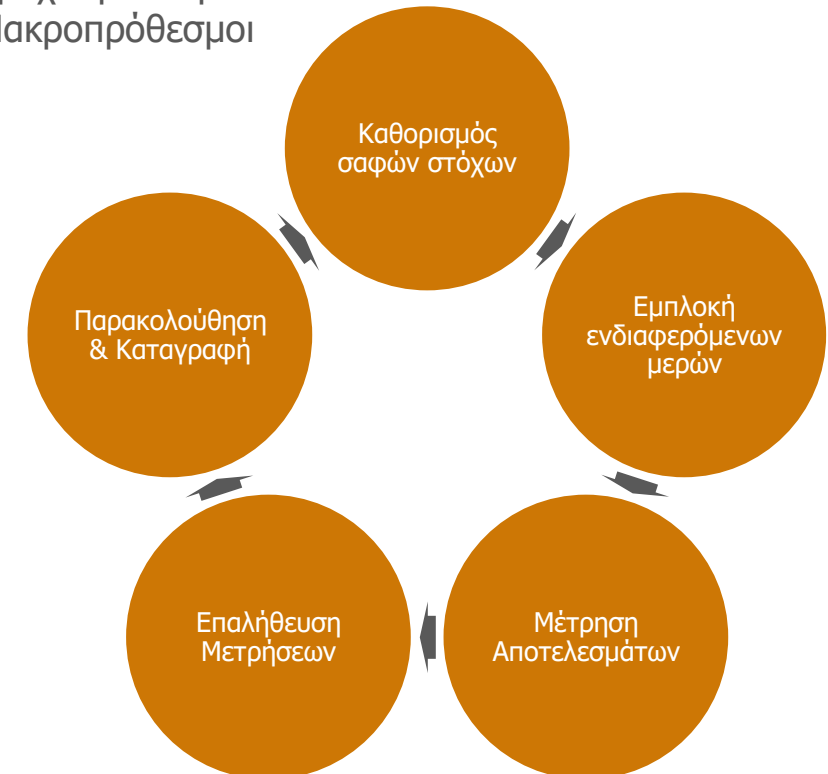 Μακροπρόθεσμοι
Καθορισμός
σαφών στόχων
Εμπλοκή
ενδιαφερόμενων
μερών
Μέτρηση
Αποτελεσμάτων
Επαλήθευση
Μετρήσεων
Παρακολούθηση
& Καταγραφή